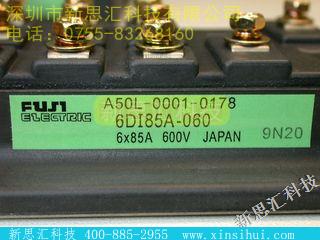 深圳市新思汇科技有限公司
电话：0755-83268160
FUJI
ELECTRIC
A50L-0001-0178
6DI85A-060
6x85A 600V JAPAN 9N20
新思汇科技
新思汇科技 400-885-2955 www.xinsihui.com